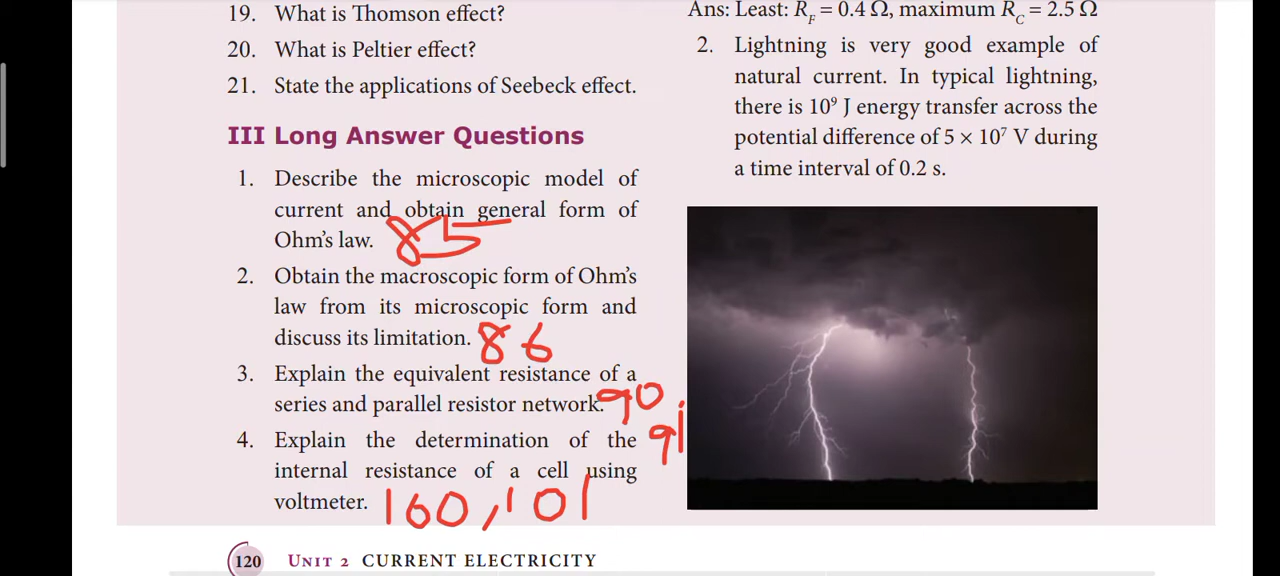 19. What is Thomson effect?
20. What is Peltier effect?
21. State the applications of Seebeck effect.
III Long Answer Questions
1. Describe the microscopic model of
current and obtain general form of
Ohm's law. 85
2. Obtain the macroscopic form of Ohm's
law from its microscopic form and
discuss its limitation. 86
3. Explain the equivalent resistance of a
series and parallel resistor network. 90,
91
4. Explain the determination of the
internal resistance of a cell using
voltmeter. 160, 101
Ans: Least: R_F = 0.4 Ω, maximum R_C = 2.5 Ω
2. Lightning is very good example of
natural current. In typical lightning,
there is 10⁹ J energy transfer across the
potential difference of 5 × 10⁷ V during
a time interval of 0.2 s.
120 UNIT 2 CURRENT ELECTRICITY